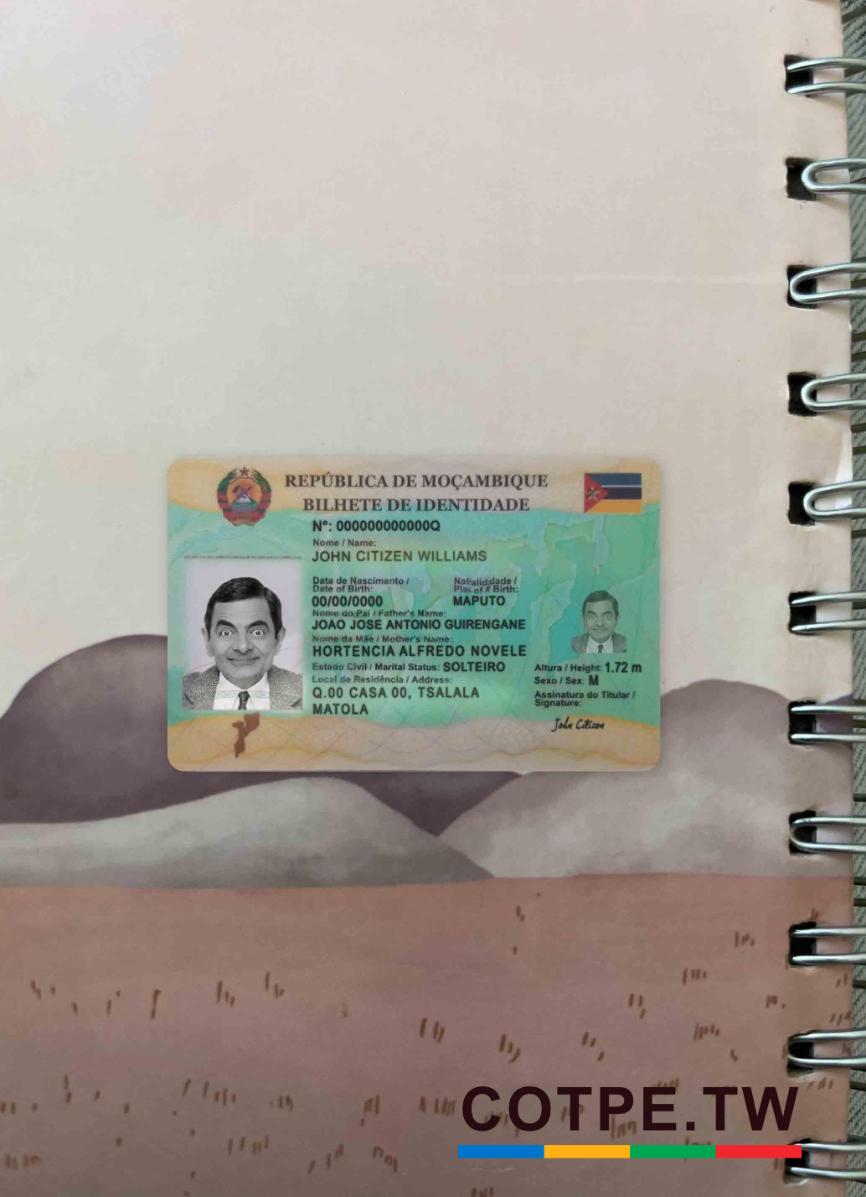 REPÚBLICA DE MOÇAMBIQUE
BILHETE DE IDENTIDADE
Nº: 000000000000Q
Nome / Name:
JOHN CITIZEN WILLIAMS
Data de Nascimento / Naturalidade /
Date of Birth: Place of Birth:
00/00/0000 MAPUTO
Nome do Pai / Father's Name:
JOAO JOSE ANTONIO GUIRENGANE
Nome da Mãe / Mother's Name:
HORTENCIA ALFREDO NOVELE
Estado Civil / Marital Status: SOLTEIRO
Local de Residência / Address:
Q.00 CASA 00, TSALALA
MATOLA
Altura / Height: 1.72 m
Sexo / Sex: M
Assinatura do Titular /
Signature:
John Citizen
COTPE.TW